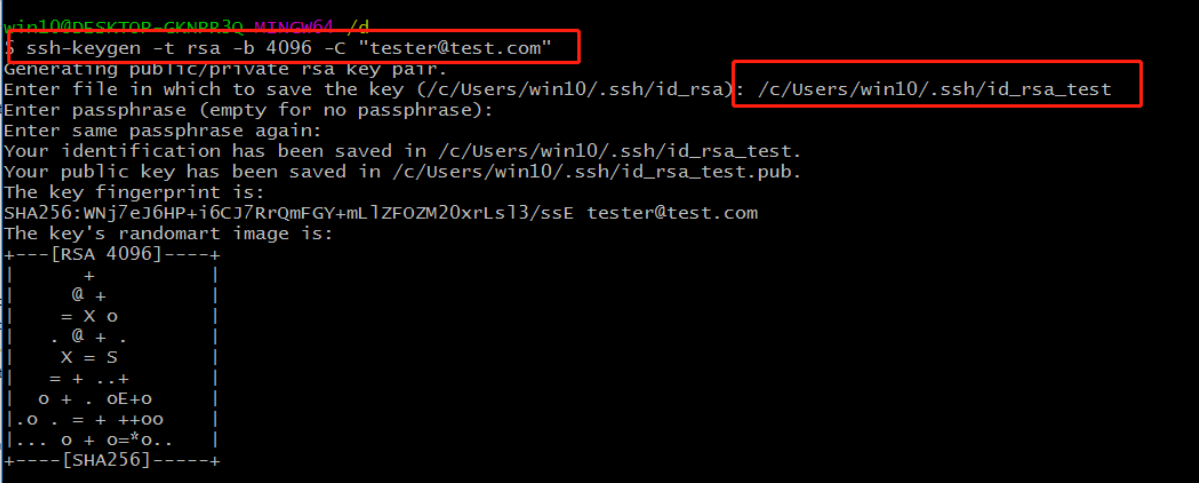 win10@DESKTOP-GKNRR3Q MINGW64 /d
$ ssh-keygen -t rsa -b 4096 -C "tester@test.com"
Generating public/private rsa key pair.
Enter file in which to save the key (/c/Users/win10/.ssh/id_rsa): /c/Users/win10/.ssh/id_rsa_test
Enter passphrase (empty for no passphrase):
Enter same passphrase again:
Your identification has been saved in /c/Users/win10/.ssh/id_rsa_test.
Your public key has been saved in /c/Users/win10/.ssh/id_rsa_test.pub.
The key fingerprint is:
SHA256:WNj7eJ6HP+i6CJ7RrQmFGY+mLlZFOZM20xrLsl3/ssE tester@test.com
The key's randomart image is:
+---[RSA 4096]----+
|      +          |
|     @ +         |
|    = X o        |
|   . @ + .       |
|    X = S        |
|   = + ..+       |
|  o + . oE+o     |
|.o . = + ++oo    |
|... o + o=*o..   |
+----[SHA256]-----+